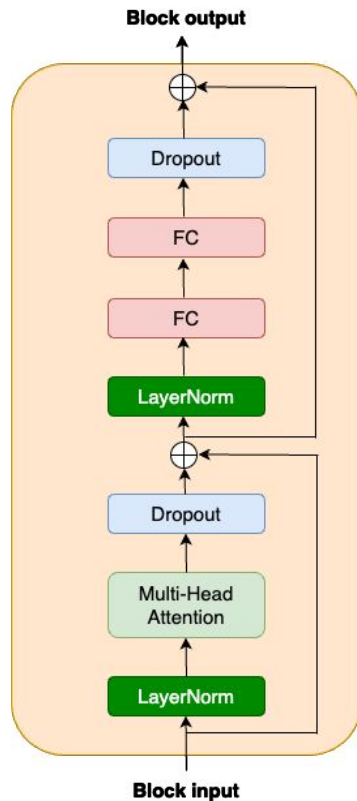 Block output
Dropout
FC
FC
LayerNorm
Dropout
Multi-Head
Attention
LayerNorm
Block input